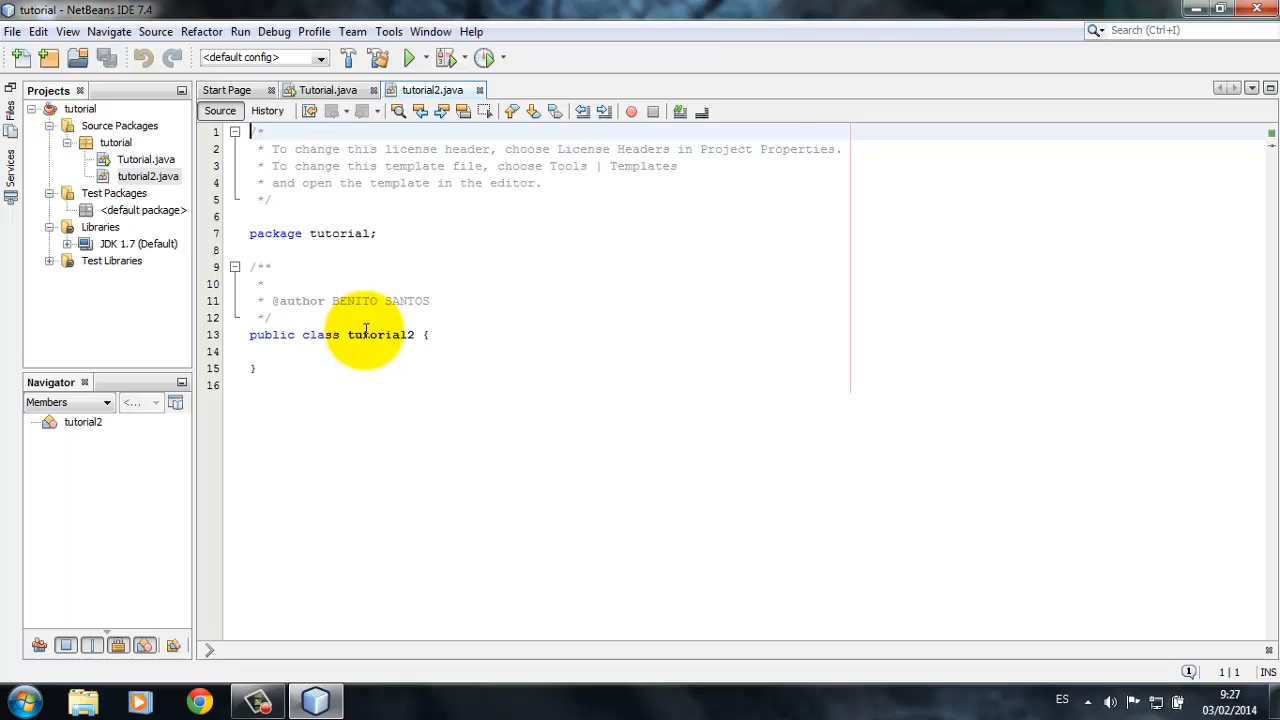 tutorial - NetBeans IDE 7.4
File Edit View Navigate Source Refactor Run Debug Profile Team Tools Window Help
Search (Ctrl+I)
<default config>
Projects
Start Page
Tutorial.java
tutorial2.java
Files
Services
tutorial
Source Packages
tutorial
Tutorial.java
tutorial2.java
Test Packages
<default package>
Libraries
JDK 1.7 (Default)
Test Libraries
Source History
1 /*
2 * To change this license header, choose License Headers in Project Properties.
3 * To change this template file, choose Tools | Templates
4 * and open the template in the editor.
5 */
6
7 package tutorial;
8
9 /**
10 *
11 * @author BENITO SANTOS
12 */
13 public class tutorial2 {
14
15 }
16
Navigator
Members
<...
tutorial2
1 | 1 INS
ES
9:27
03/02/2014